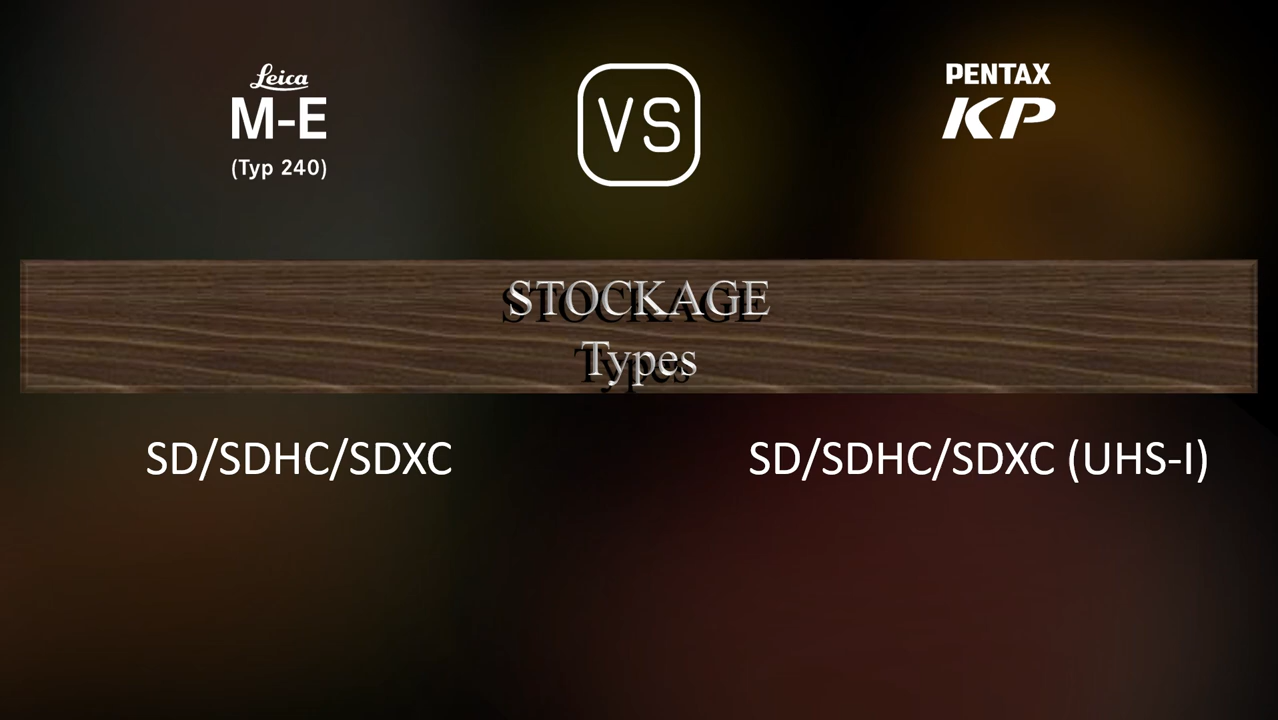 Leica
M-E
(Typ 240)
VS
PENTAX
KP
STOCKAGE
Types
SD/SDHC/SDXC
SD/SDHC/SDXC (UHS-I)